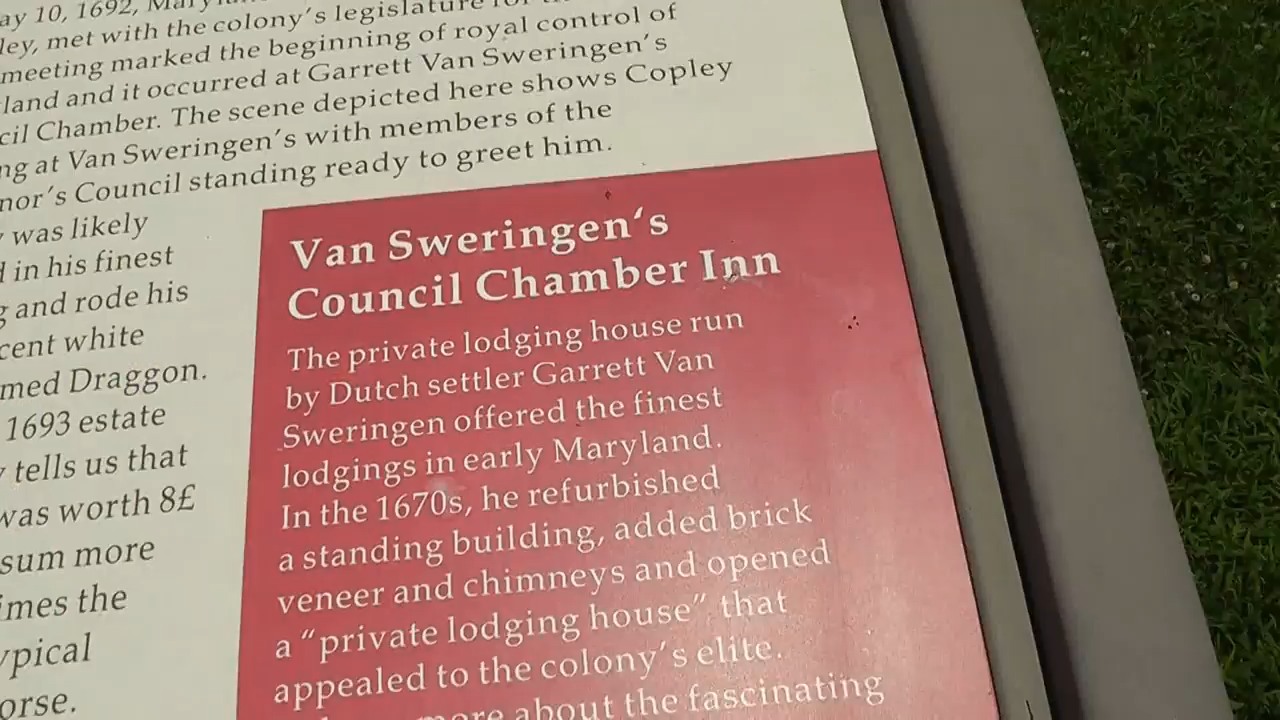 ay 10, 1692, Maryland
ley, met with the colony's legislature for
meeting marked the beginning of royal control of
land and it occurred at Garrett Van Sweringen's
cil Chamber. The scene depicted here shows Copley
ng at Van Sweringen's with members of the
nor's Council standing ready to greet him.
was likely
in his finest
g and rode his
cent white
med Draggon.
1693 estate
tells us that
was worth 8£
sum more
imes the
ypical
orse.
Van Sweringen's
Council Chamber Inn
The private lodging house run
by Dutch settler Garrett Van
Sweringen offered the finest
lodgings in early Maryland.
In the 1670s, he refurbished
a standing building, added brick
veneer and chimneys and opened
a "private lodging house" that
appealed to the colony's elite.
more about the fascinating